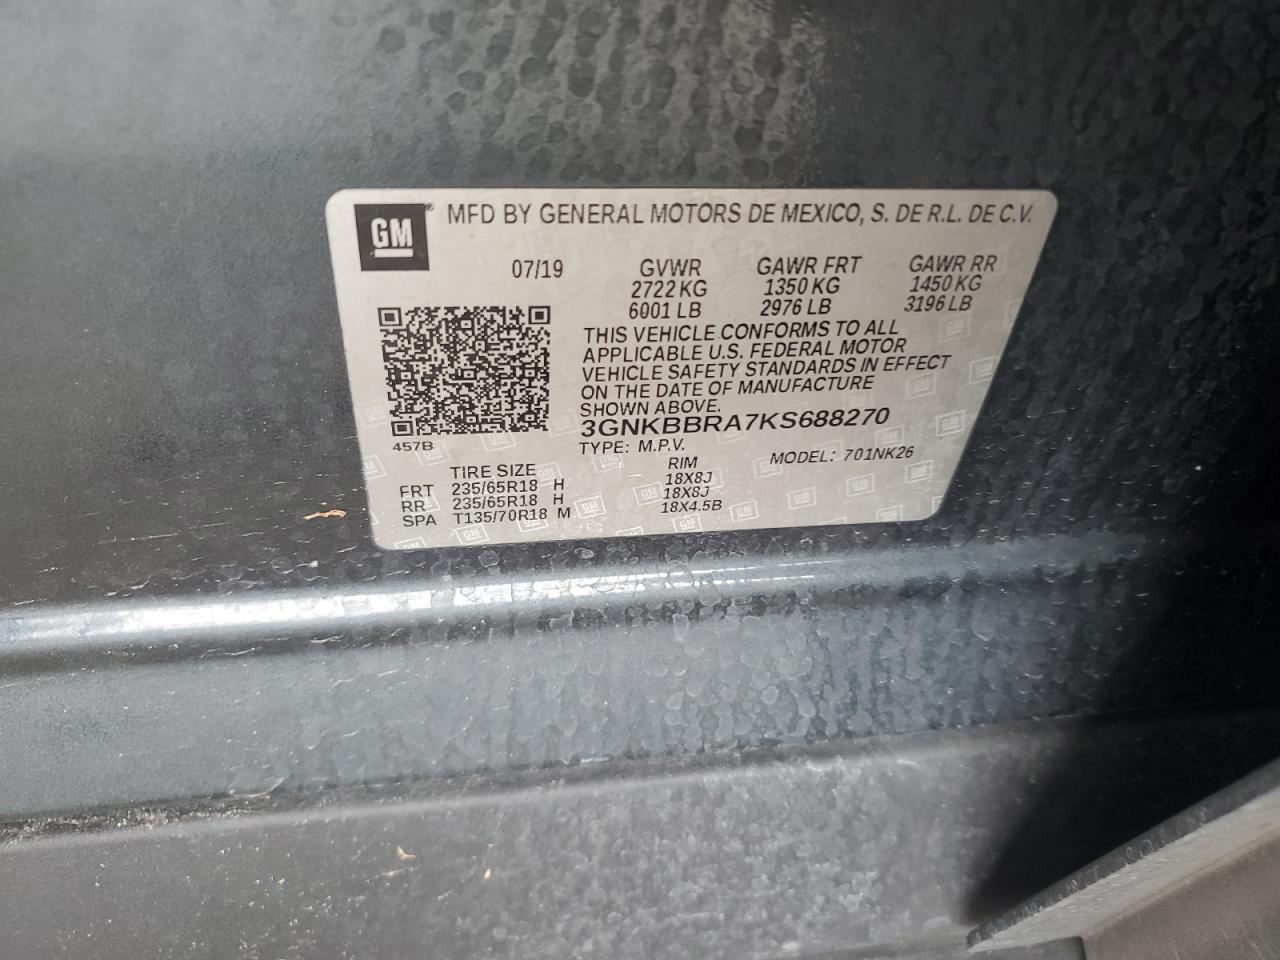 GM® MFD BY GENERAL MOTORS DE MEXICO, S. DE R.L. DE C.V.
07/19 GVWR GAWR FRT GAWR RR
2722 KG 1350 KG 1450 KG
6001 LB 2976 LB 3196 LB
THIS VEHICLE CONFORMS TO ALL
APPLICABLE U.S. FEDERAL MOTOR
VEHICLE SAFETY STANDARDS IN EFFECT
ON THE DATE OF MANUFACTURE
SHOWN ABOVE.
3GNKBBRA7KS688270
457B TYPE: M.P.V. MODEL: 701NK26
TIRE SIZE RIM
FRT 235/65R18 H 18X8J
RR 235/65R18 H 18X8J
SPA T135/70R18 M 18X4.5B